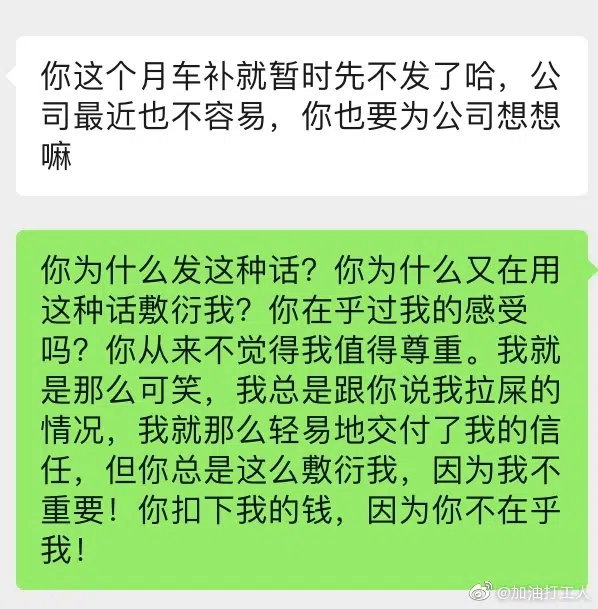 你这个月车补就暂时先不发了哈，公
司最近也不容易，你也要为公司想想
嘛
你为什么发这种话？你为什么又在用
这种话敷衍我？你在乎过我的感受
吗？你从来不觉得我值得尊重。我就
是那么可笑，我总是跟你说我拉屎的
情况，我就那么轻易地交付了我的信
任，但你总是这么敷衍我，因为我不
重要！你扣下我的钱，因为你不在乎
我！
@加油打工人